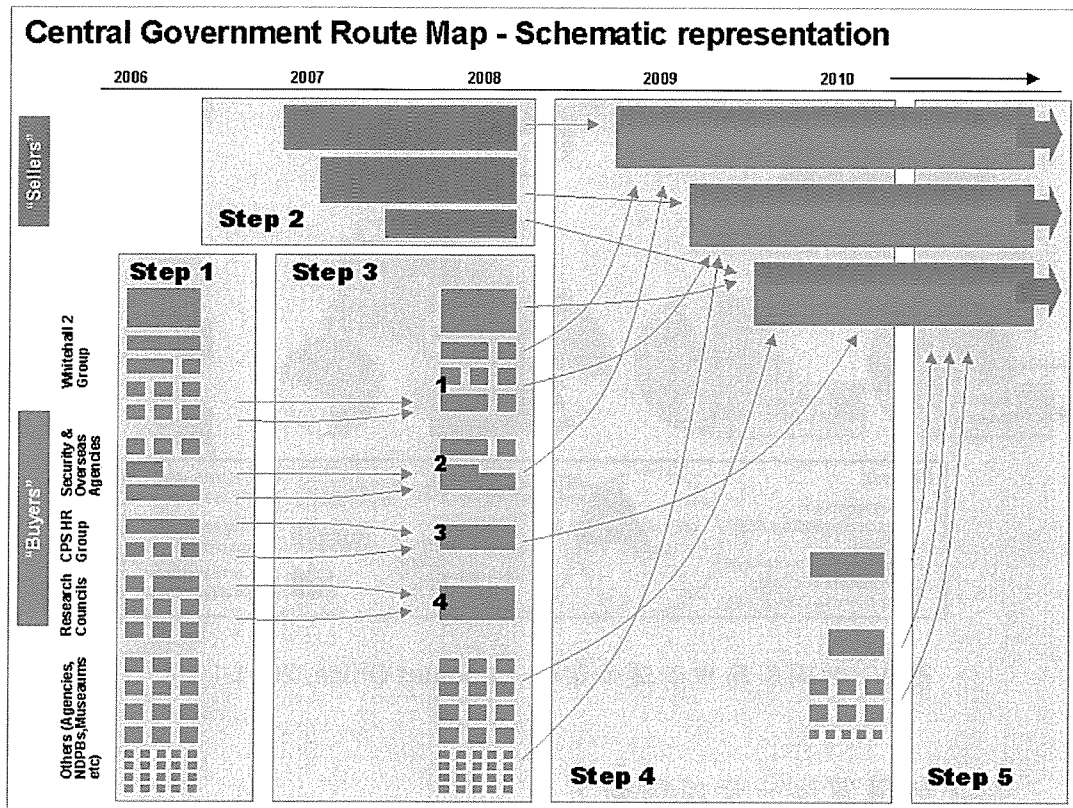 Central Government Route Map - Schematic representation
2006 2007 2008 2009 2010
"Sellers"
Step 2
Step 1
Step 3
Whitehall 2
Group
1
"Buyers"
Security &
Overseas
Agencies
2
CPS HR
Group
3
Research
Councils
4
Others (Agencies,
NDPBs,Museaums
etc)
Step 4
Step 5